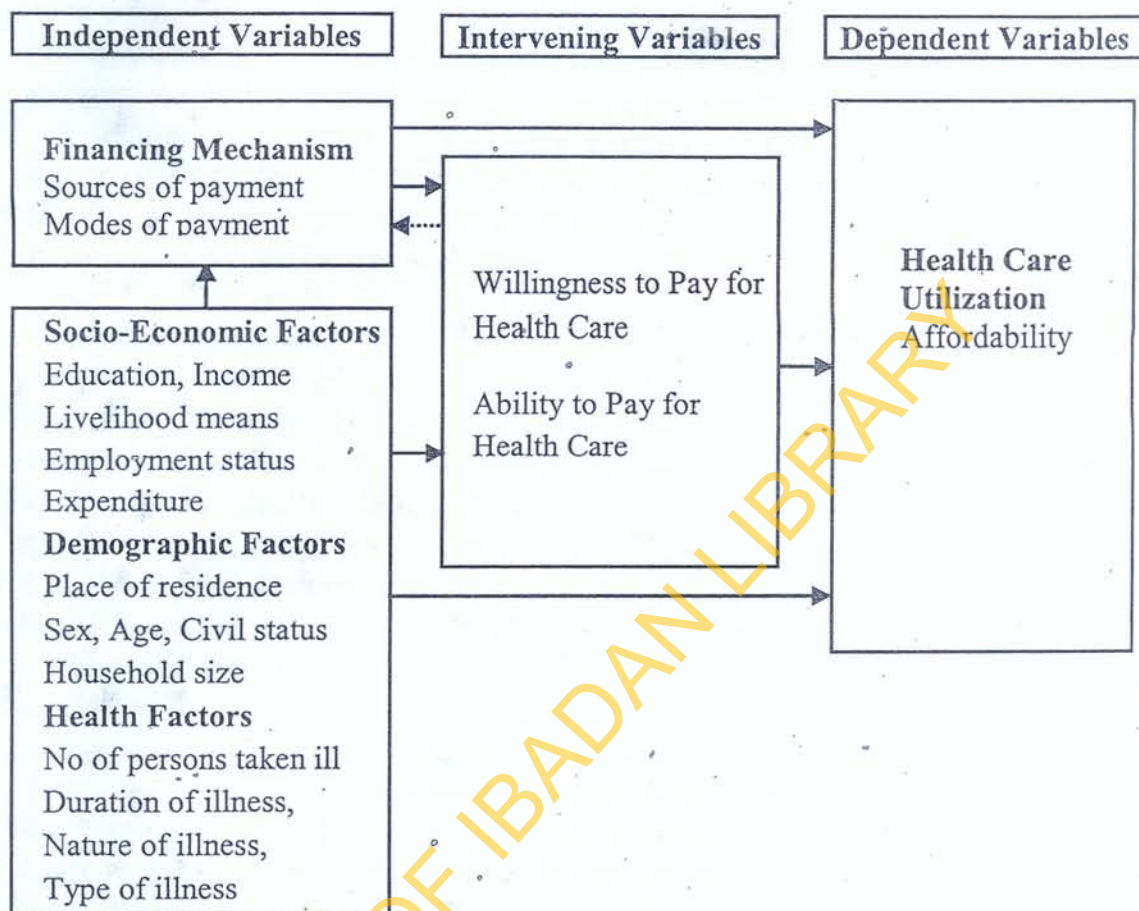 Independent Variables
Intervening Variables
Dependent Variables
Financing Mechanism
Sources of payment
Modes of payment
Socio-Economic Factors
Education, Income
Livelihood means
Employment status
Expenditure
Demographic Factors
Place of residence
Sex, Age, Civil status
Household size
Health Factors
No of persons taken ill
Duration of illness,
Nature of illness,
Type of illness
Willingness to Pay for
Health Care
Ability to Pay for
Health Care
Health Care
Utilization
Affordability
OF IBADAN LIBRARY